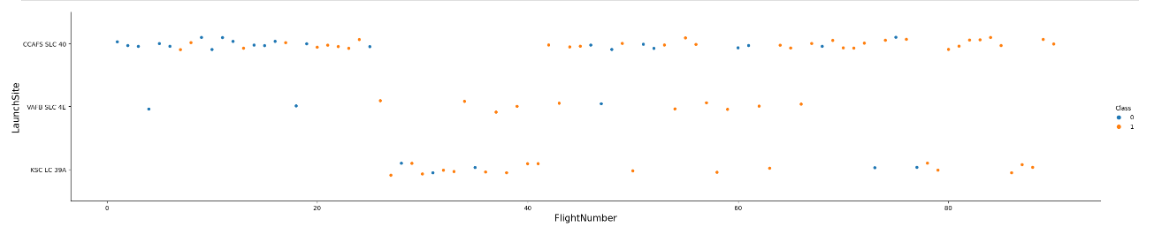 CCAFS SLC 40
VAFB SLC 4E
KSC LC 39A
LaunchSite
0
20
40
60
80
FlightNumber
Class
0
1